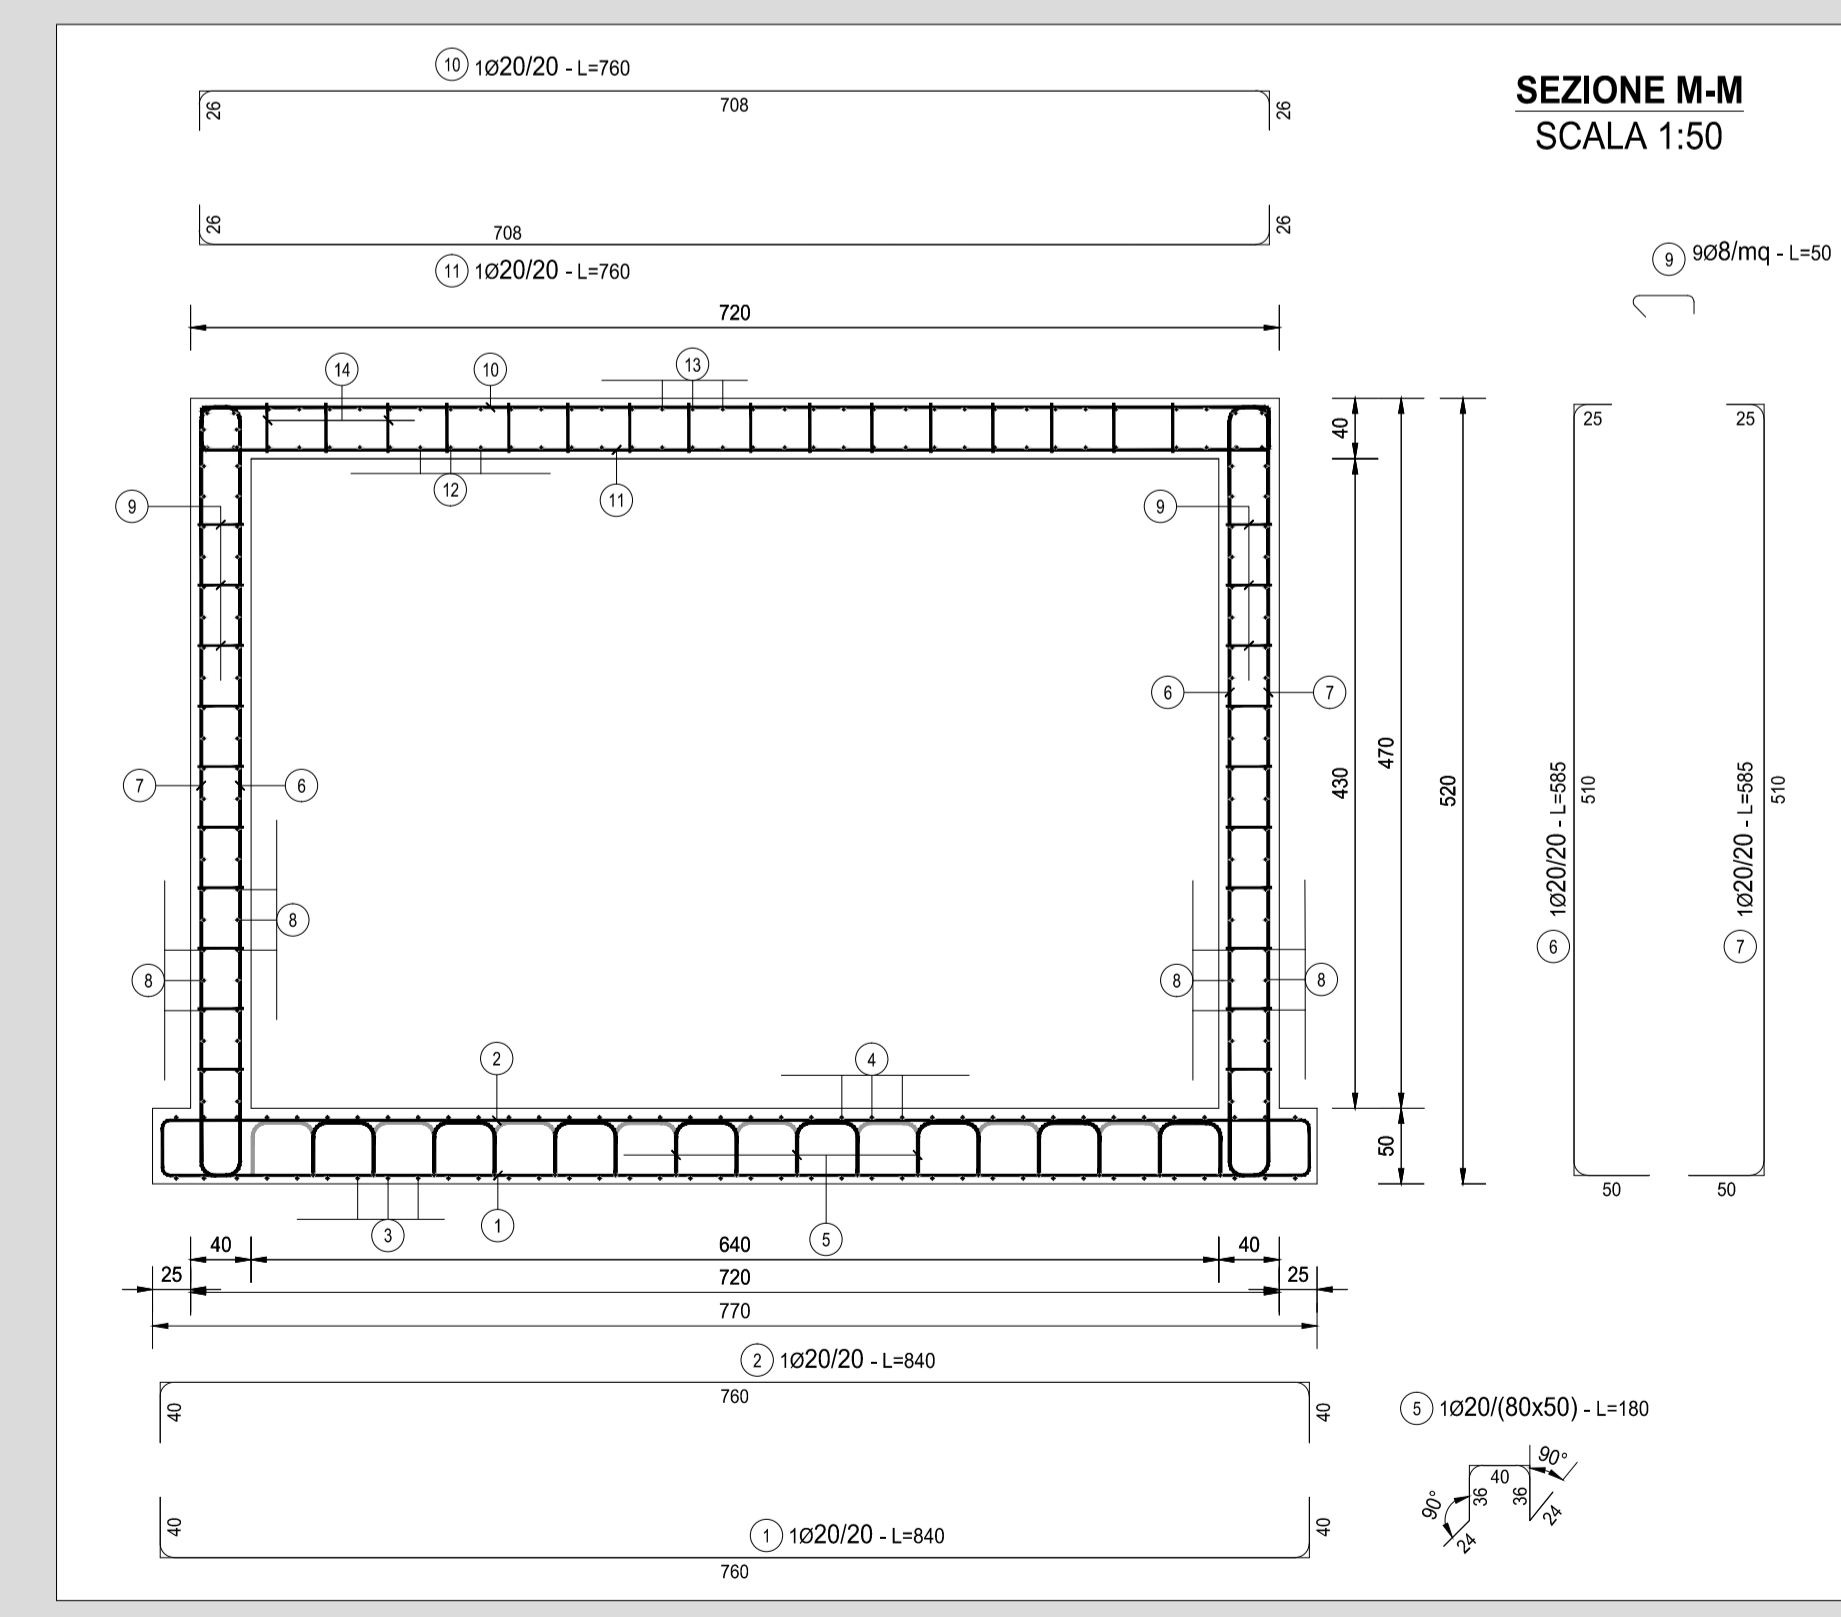 10 1Ø20/20 - L=760
26 708 26
SEZIONE M-M
SCALA 1:50
26 708 26
11 1Ø20/20 - L=760
9 9Ø8/mq - L=50
720
14 10 13
12 11
9 9
40
25 25
6 7
7 6
430 470 520
6 1Ø20/20 - L=585 510
7 1Ø20/20 - L=585 510
8 8
8 8
2 4
50
50 50
3 1 5
40 640 40
25 720 25
770
2 1Ø20/20 - L=840
40 760 40
5 1Ø20/(80x50) - L=180
90° 40 90°
36 36
24 24
40 40
1 1Ø20/20 - L=840
760